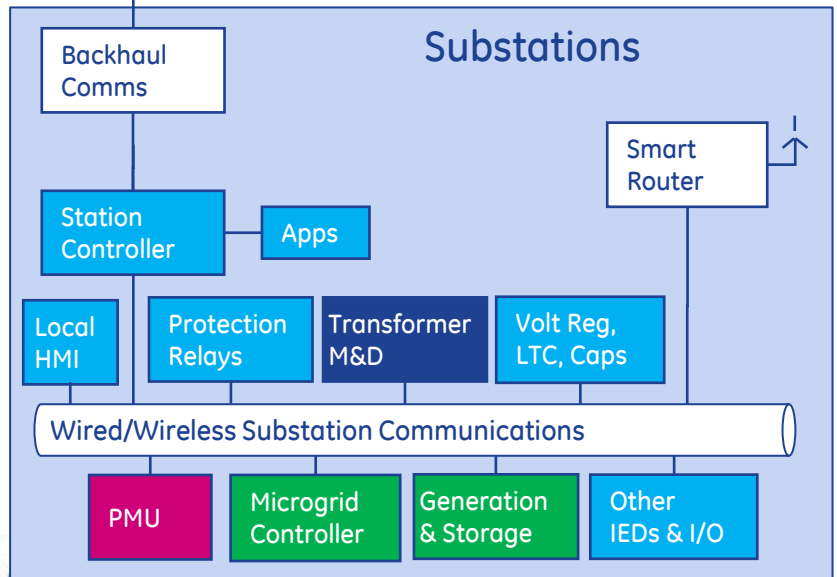 Substations
Backhaul
Comms
Smart
Router
Station
Controller
Apps
Local
HMI
Protection
Relays
Transformer
M&D
Volt Reg,
LTC, Caps
Wired/Wireless Substation Communications
PMU
Microgrid
Controller
Generation
& Storage
Other
IEDs & I/O